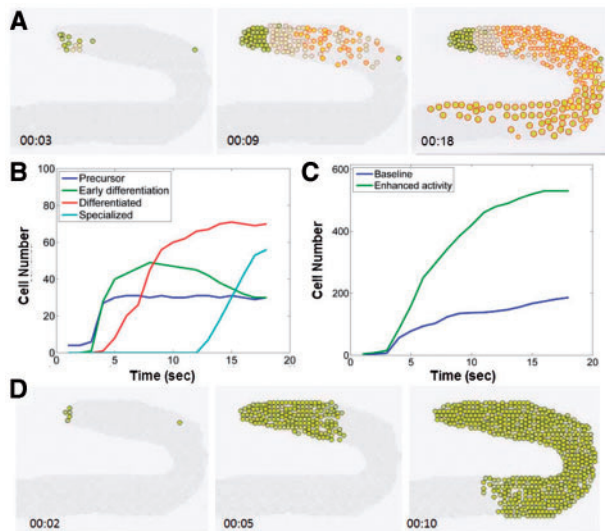 A
00:03
00:09
00:18
B
Precursor
Early differentiation
Differentiated
Specialized
100
80
60
40
20
0
0 5 10 15 20
Cell Number
Time (sec)
C
Baseline
Enhanced activity
600
400
200
0
0 5 10 15 20
Cell Number
Time (sec)
D
00:02
00:05
00:10